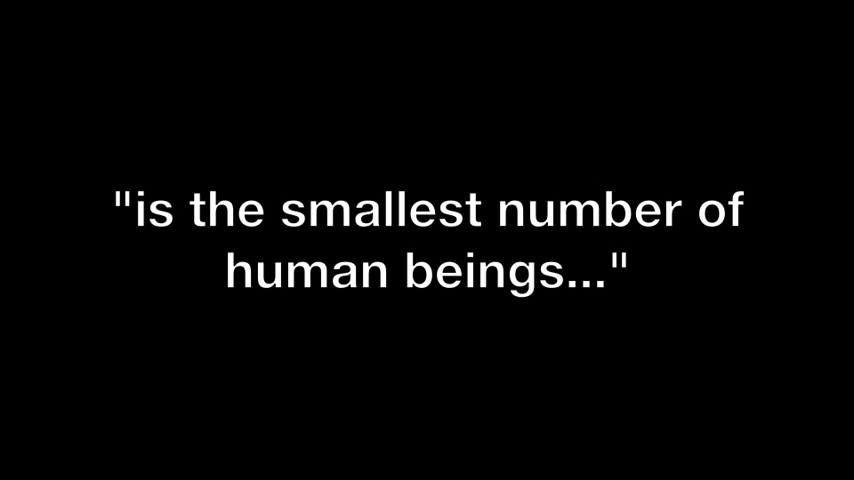 "is the smallest number of
human beings..."